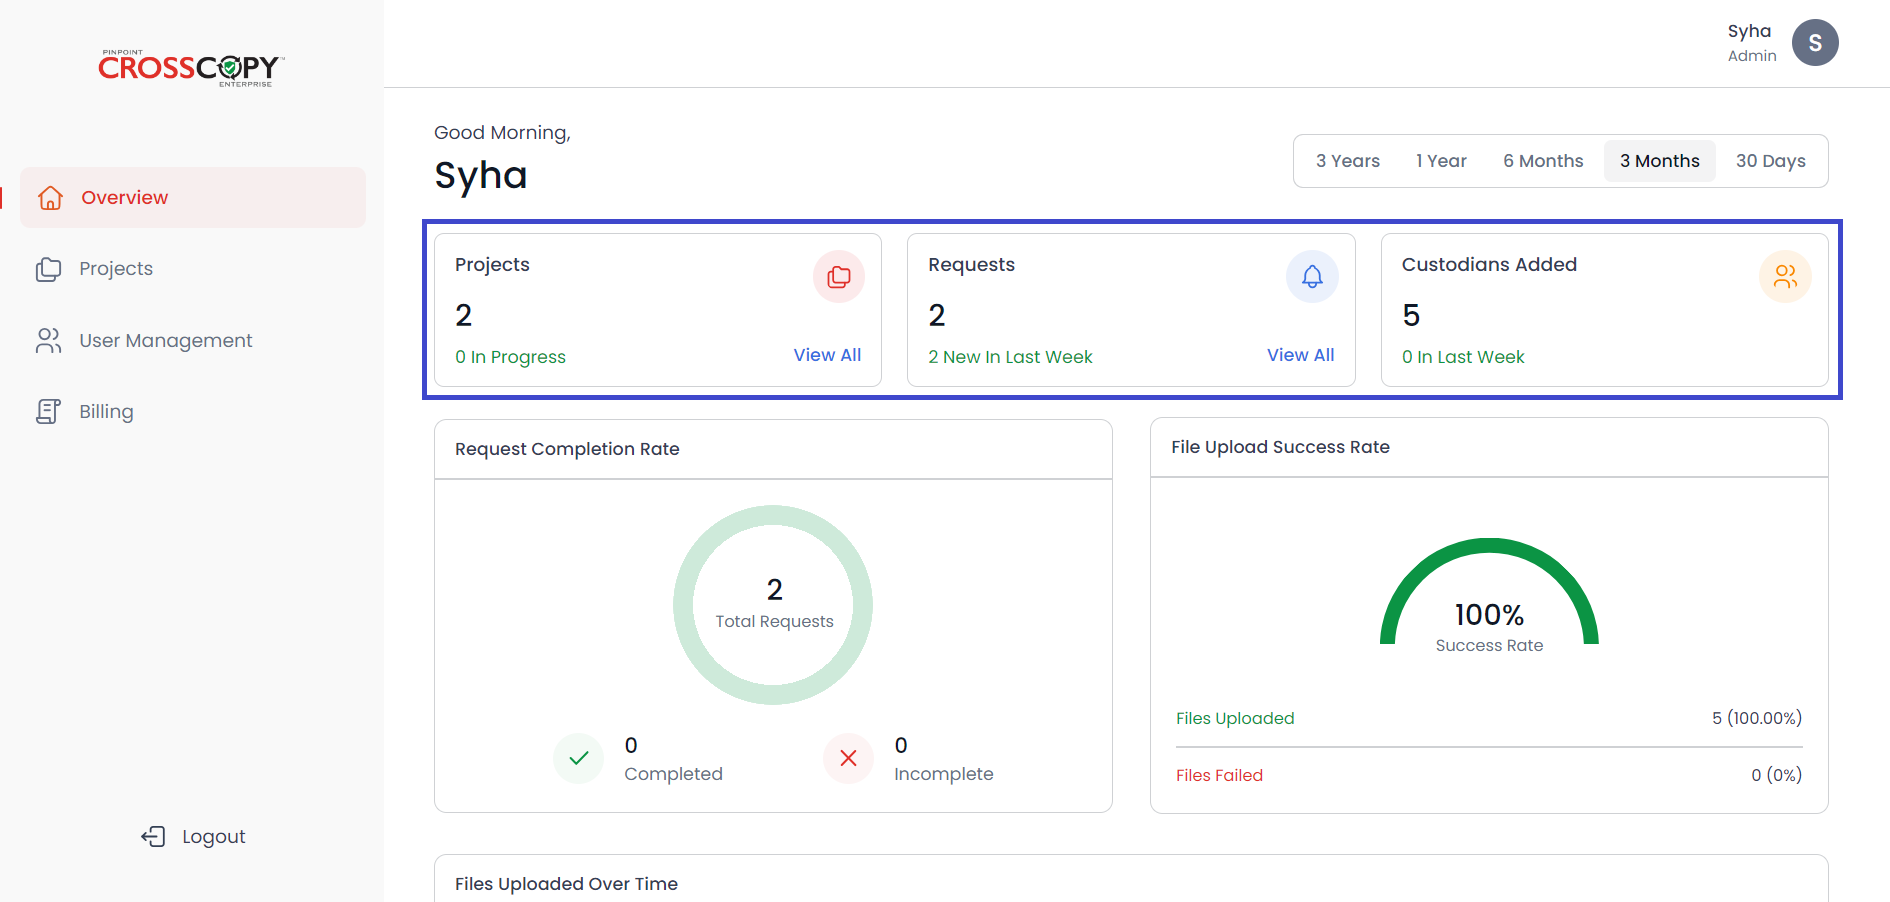 PINPOINT
CROSSCOPY™
ENTERPRISE
Syha
Admin
S
Overview
Projects
User Management
Billing
Logout
Good Morning,
Syha
3 Years 1 Year 6 Months 3 Months 30 Days
Projects
2
0 In Progress View All
Requests
2
2 New In Last Week View All
Custodians Added
5
0 In Last Week
Request Completion Rate
2
Total Requests
0
Completed
0
Incomplete
File Upload Success Rate
100%
Success Rate
Files Uploaded 5 (100.00%)
Files Failed 0 (0%)
Files Uploaded Over Time